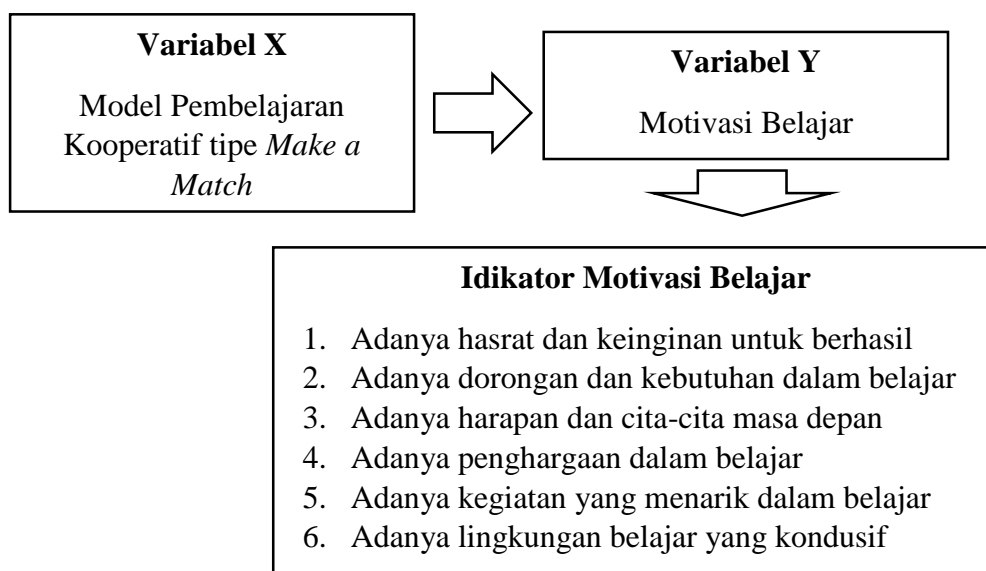 Variabel X
Model Pembelajaran
Kooperatif tipe Make a
Match
Variabel Y
Motivasi Belajar
Idikator Motivasi Belajar
1. Adanya hasrat dan keinginan untuk berhasil
2. Adanya dorongan dan kebutuhan dalam belajar
3. Adanya harapan dan cita-cita masa depan
4. Adanya penghargaan dalam belajar
5. Adanya kegiatan yang menarik dalam belajar
6. Adanya lingkungan belajar yang kondusif